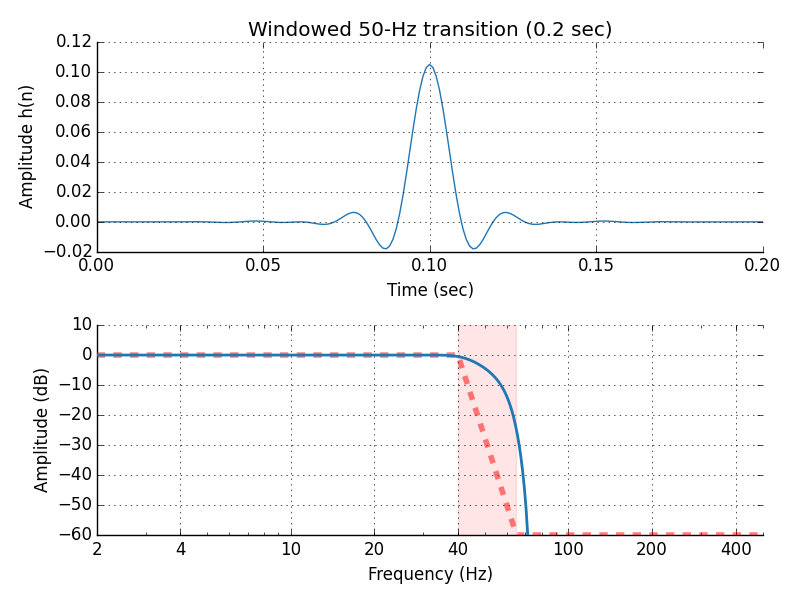 Windowed 50-Hz transition (0.2 sec)
0.12
0.10
0.08
0.06
0.04
0.02
0.00
−0.02
Amplitude h(n)
0.00 0.05 0.10 0.15 0.20
Time (sec)
10
0
−10
−20
−30
−40
−50
−60
Amplitude (dB)
2 4 10 20 40 100 200 400
Frequency (Hz)